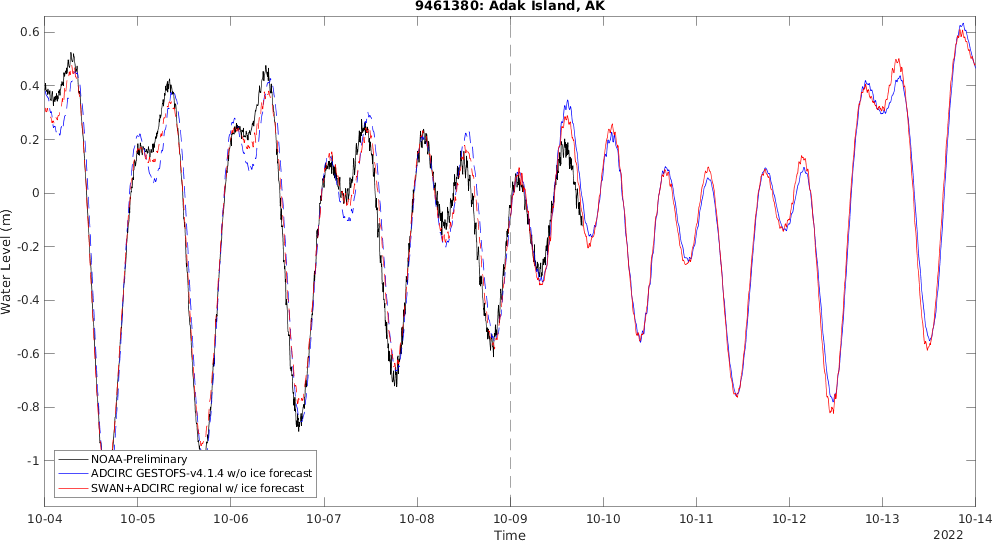 9461380: Adak Island, AK
Water Level (m)
0.6
0.4
0.2
0
-0.2
-0.4
-0.6
-0.8
-1
NOAA-Preliminary
ADCIRC GESTOFS-v4.1.4 w/o ice forecast
SWAN+ADCIRC regional w/ ice forecast
10-04 10-05 10-06 10-07 10-08 10-09 10-10 10-11 10-12 10-13 10-14
Time
2022